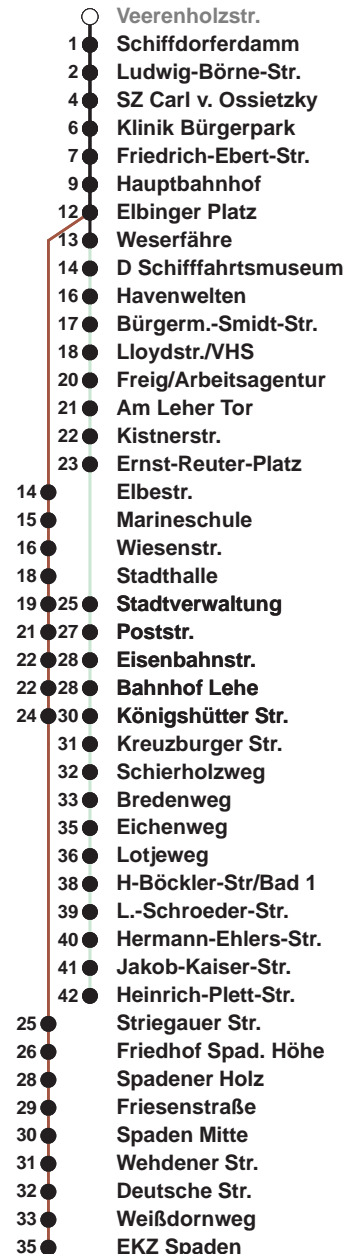 Veerenholzstr.
1 Schiffdorferdamm
2 Ludwig-Börne-Str.
4 SZ Carl v. Ossietzky
6 Klinik Bürgerpark
7 Friedrich-Ebert-Str.
9 Hauptbahnhof
12 Elbinger Platz
13 Weserfähre
14 D Schifffahrtsmuseum
16 Havenwelten
17 Bürgerm.-Smidt-Str.
18 Lloydstr./VHS
20 Freig/Arbeitsagentur
21 Am Leher Tor
22 Kistnerstr.
23 Ernst-Reuter-Platz
14 Elbestr.
15 Marineschule
16 Wiesenstr.
18 Stadthalle
19 25 Stadtverwaltung
21 27 Poststr.
22 28 Eisenbahnstr.
22 28 Bahnhof Lehe
24 30 Königshütter Str.
31 Kreuzburger Str.
32 Schierholzweg
33 Bredenweg
35 Eichenweg
36 Lotjeweg
38 H-Böckler-Str/Bad 1
39 L.-Schroeder-Str.
40 Hermann-Ehlers-Str.
41 Jakob-Kaiser-Str.
42 Heinrich-Plett-Str.
25 Striegauer Str.
26 Friedhof Spad. Höhe
28 Spadener Holz
29 Friesenstraße
30 Spaden Mitte
31 Wehdener Str.
32 Deutsche Str.
33 Weißdornweg
35 EKZ Spaden